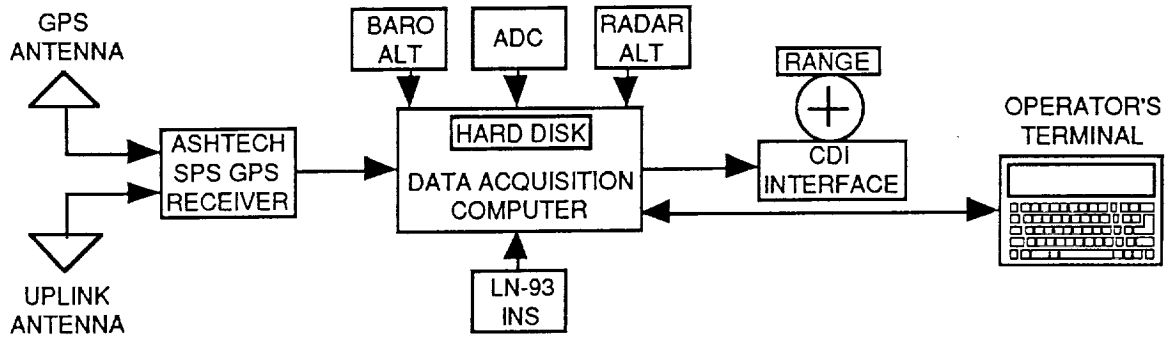 GPS
ANTENNA
BARO
ALT
ADC
RADAR
ALT
RANGE
OPERATOR'S
TERMINAL
ASHTECH
SPS GPS
RECEIVER
HARD DISK
DATA ACQUISITION
COMPUTER
CDI
INTERFACE
UPLINK
ANTENNA
LN-93
INS